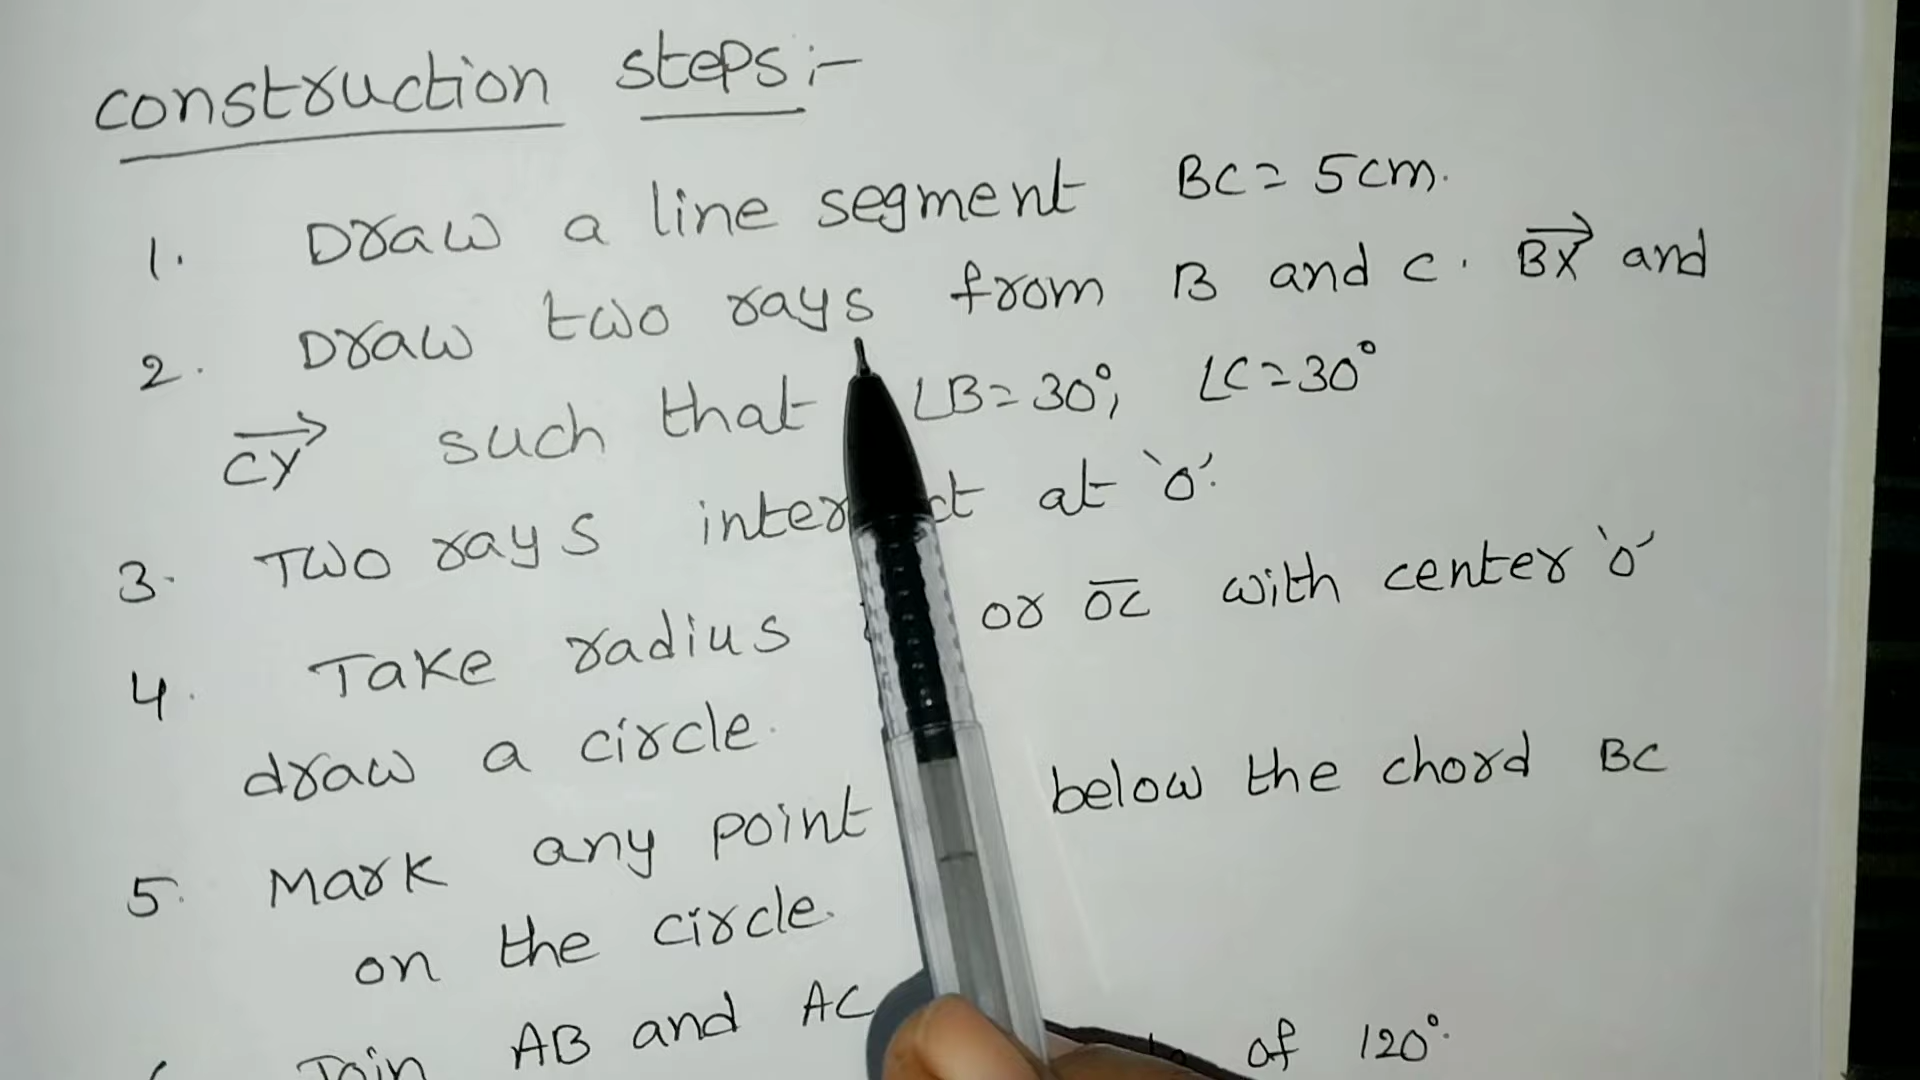 construction steps:-
1. Draw a line segment BC = 5cm.
2. Draw two rays from B and C. BX and
CY such that ∠B = 30°, ∠C = 30°
3. Two rays at 'O'.
4. Take radius or OC with center 'O'
draw a circle.
5. Mark any point below the chord BC
on the circle.
Join AB and AC of 120°.